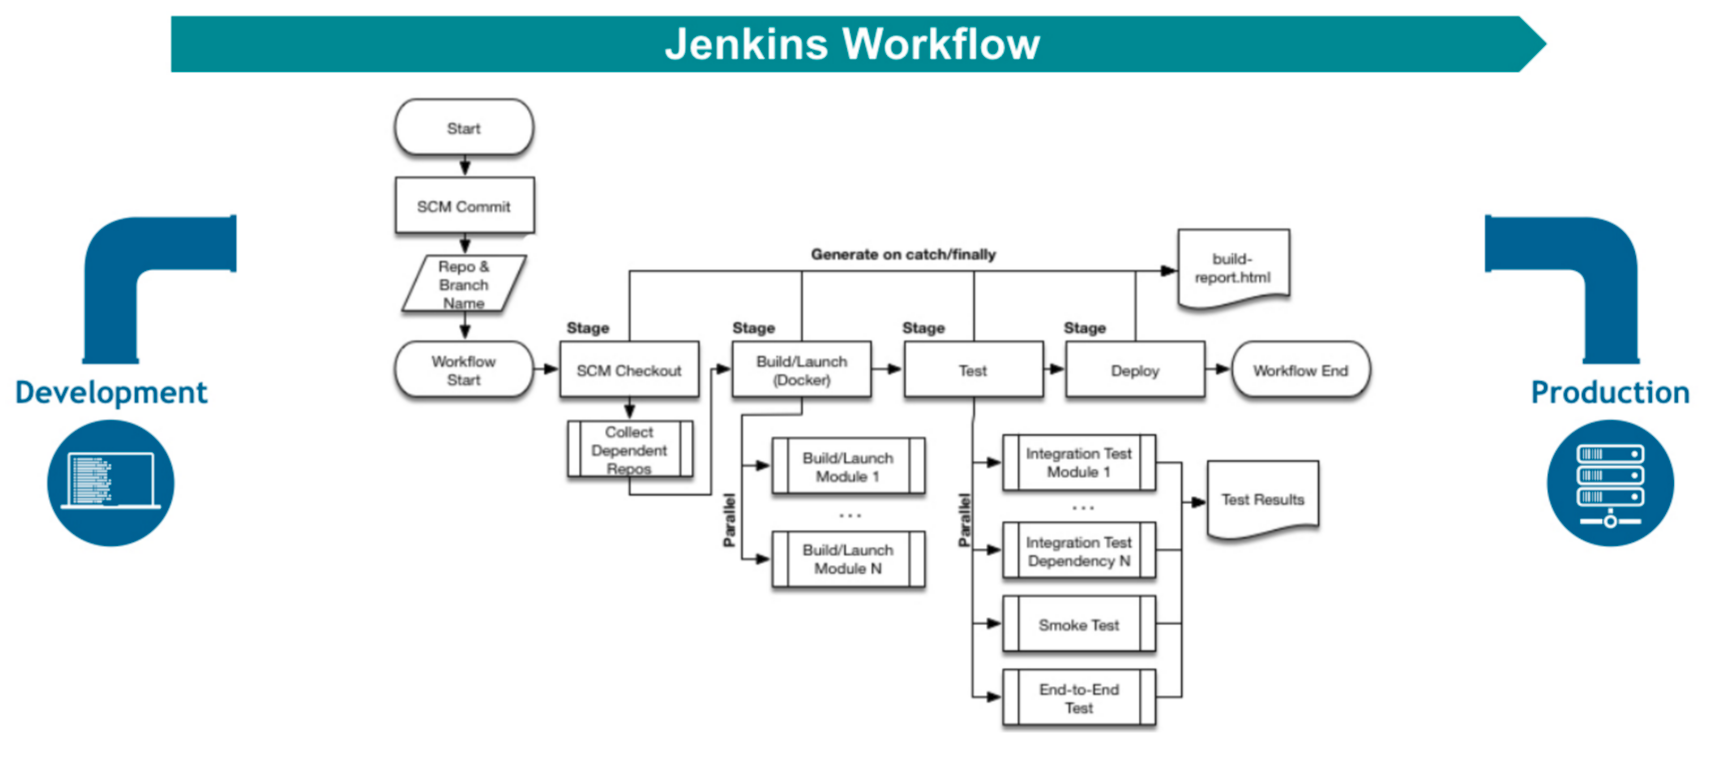 Jenkins Workflow
Start
SCM Commit
Repo &
Branch
Name
Generate on catch/finally
build-
report.html
Stage
Stage
Stage
Stage
Workflow
Start
SCM Checkout
Build/Launch
(Docker)
Test
Deploy
Workflow End
Development
Production
Collect
Dependent
Repos
Parallel
Build/Launch
Module 1
...
Build/Launch
Module N
Parallel
Integration Test
Module 1
...
Integration Test
Dependency N
Smoke Test
End-to-End
Test
Test Results